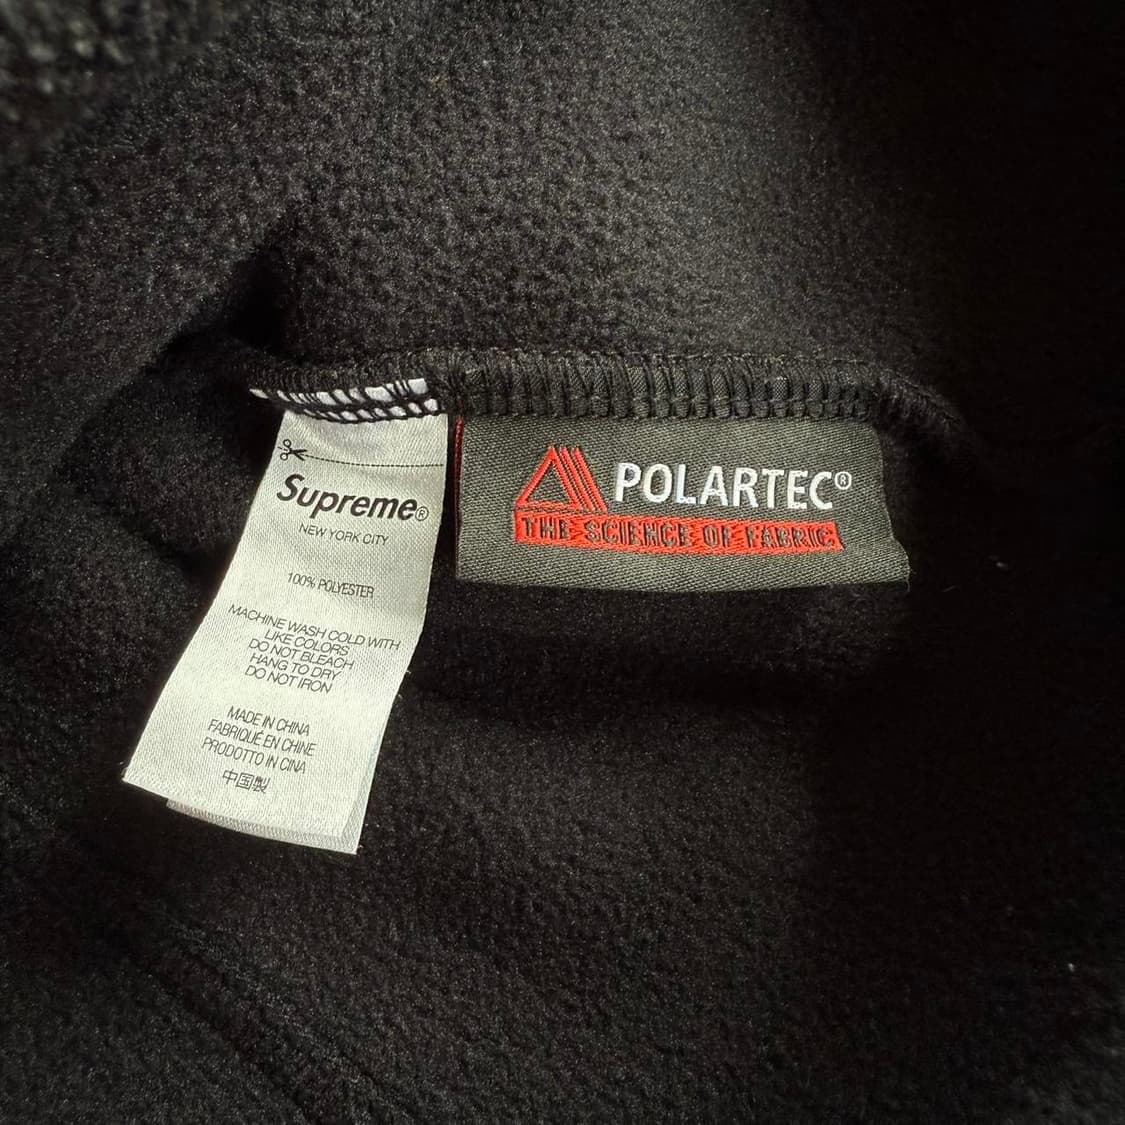 Supreme®
NEW YORK CITY
100% POLYESTER
MACHINE WASH COLD WITH
LIKE COLORS
DO NOT BLEACH
HANG TO DRY
DO NOT IRON
MADE IN CHINA
FABRIQUÉ EN CHINE
PRODOTTO IN CINA
中国製
POLARTEC®
THE SCIENCE OF FABRIC